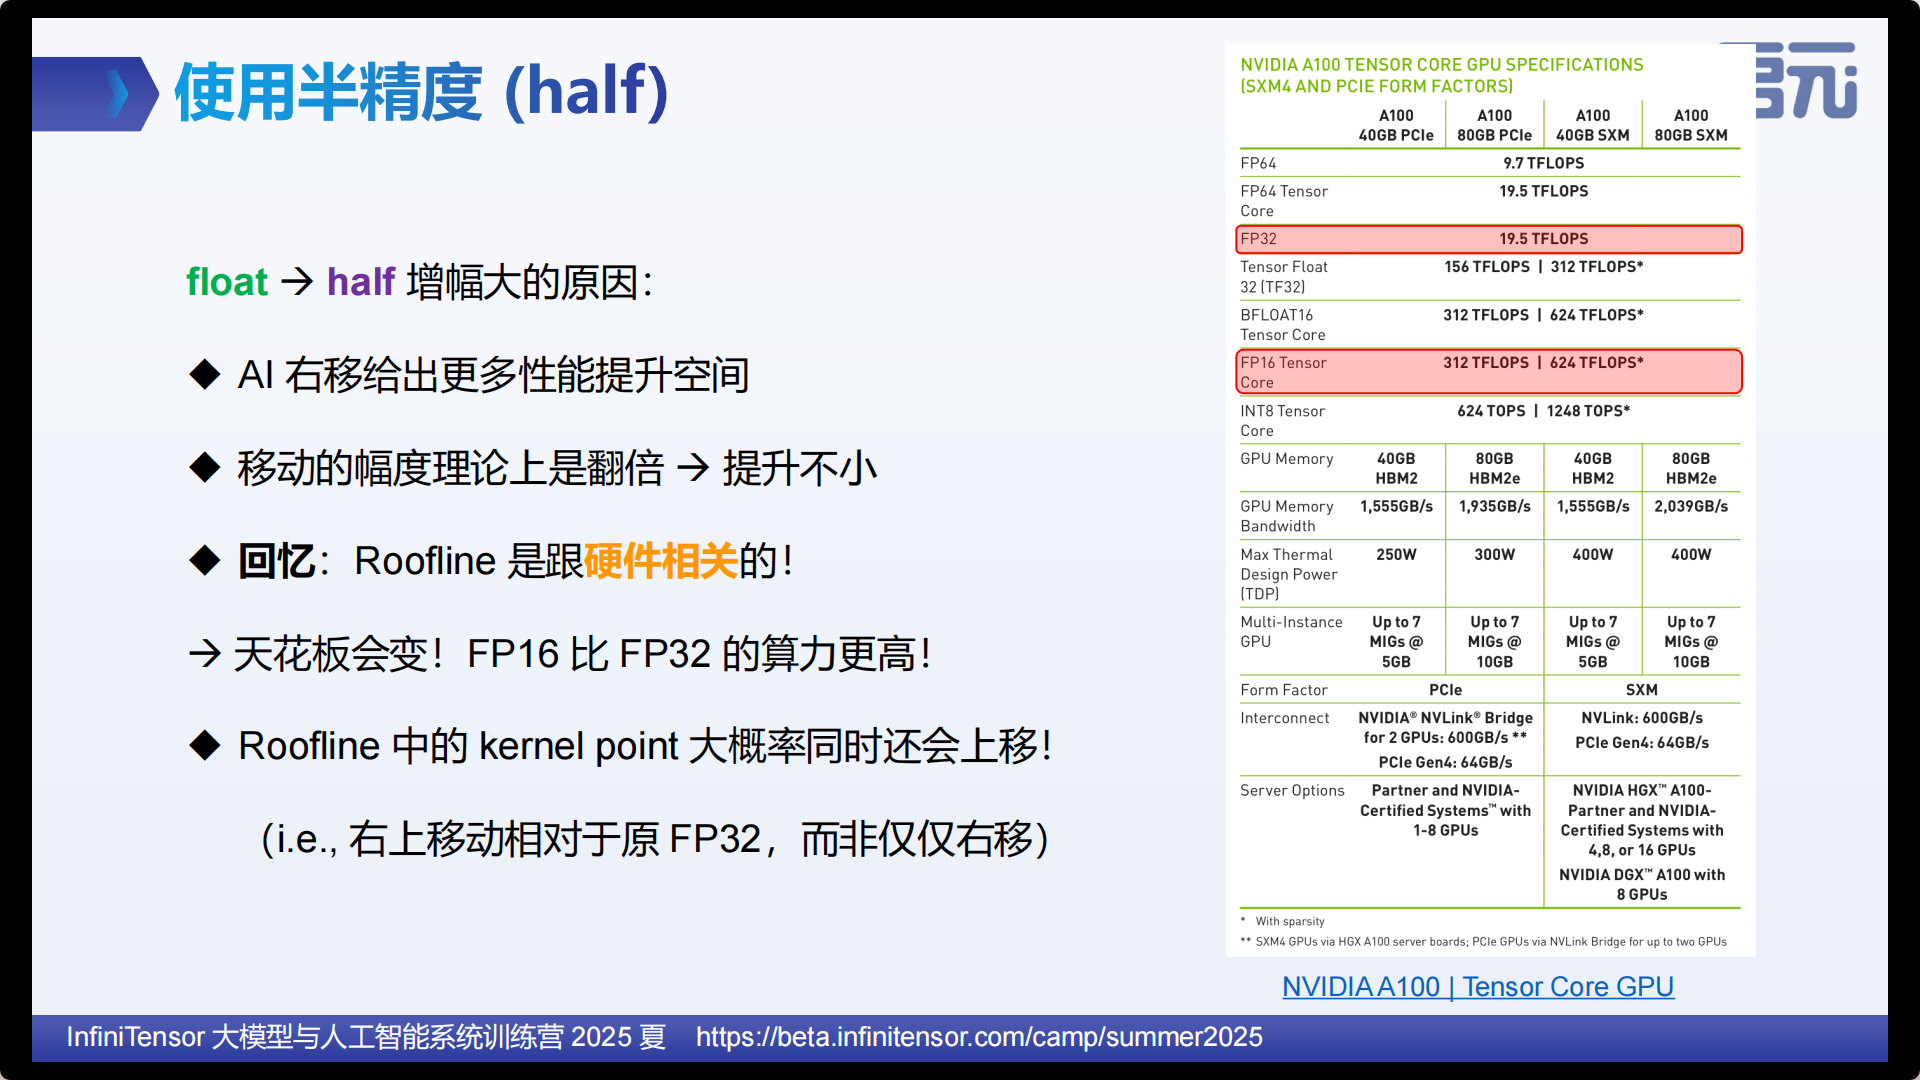 使用半精度 (half)
float → half 增幅大的原因：
◆ AI 右移给出更多性能提升空间
◆ 移动的幅度理论上是翻倍 → 提升不小
◆ 回忆：Roofline 是跟硬件相关的！
→ 天花板会变！FP16 比 FP32 的算力更高！
◆ Roofline 中的 kernel point 大概率同时还会上移！
（i.e., 右上移动相对于原 FP32，而非仅仅右移）
NVIDIA A100 TENSOR CORE GPU SPECIFICATIONS
(SXM4 AND PCIE FORM FACTORS)
A100 A100 A100 A100
40GB PCIe 80GB PCIe 40GB SXM 80GB SXM
FP64 9.7 TFLOPS
FP64 Tensor 19.5 TFLOPS
Core
FP32 19.5 TFLOPS
Tensor Float 156 TFLOPS | 312 TFLOPS*
32 (TF32)
BFLOAT16 312 TFLOPS | 624 TFLOPS*
Tensor Core
FP16 Tensor 312 TFLOPS | 624 TFLOPS*
Core
INT8 Tensor 624 TOPS | 1248 TOPS*
Core
GPU Memory 40GB 80GB 40GB 80GB
HBM2 HBM2e HBM2 HBM2e
GPU Memory 1,555GB/s 1,935GB/s 1,555GB/s 2,039GB/s
Bandwidth
Max Thermal 250W 300W 400W 400W
Design Power
(TDP)
Multi-Instance Up to 7 Up to 7 Up to 7 Up to 7
GPU MIGs @ MIGs @ MIGs @ MIGs @
5GB 10GB 5GB 10GB
Form Factor PCIe SXM
Interconnect NVIDIA® NVLink® Bridge NVLink: 600GB/s
for 2 GPUs: 600GB/s ** PCIe Gen4: 64GB/s
PCIe Gen4: 64GB/s
Server Options Partner and NVIDIA- NVIDIA HGX™ A100-
Certified Systems™ with Partner and NVIDIA-
1-8 GPUs Certified Systems with
4,8, or 16 GPUs
NVIDIA DGX™ A100 with
8 GPUs
* With sparsity
** SXM4 GPUs via HGX A100 server boards; PCIe GPUs via NVLink Bridge for up to two GPUs
NVIDIA A100 | Tensor Core GPU
InfiniTensor 大模型与人工智能系统训练营 2025 夏 https://beta.infinitensor.com/camp/summer2025